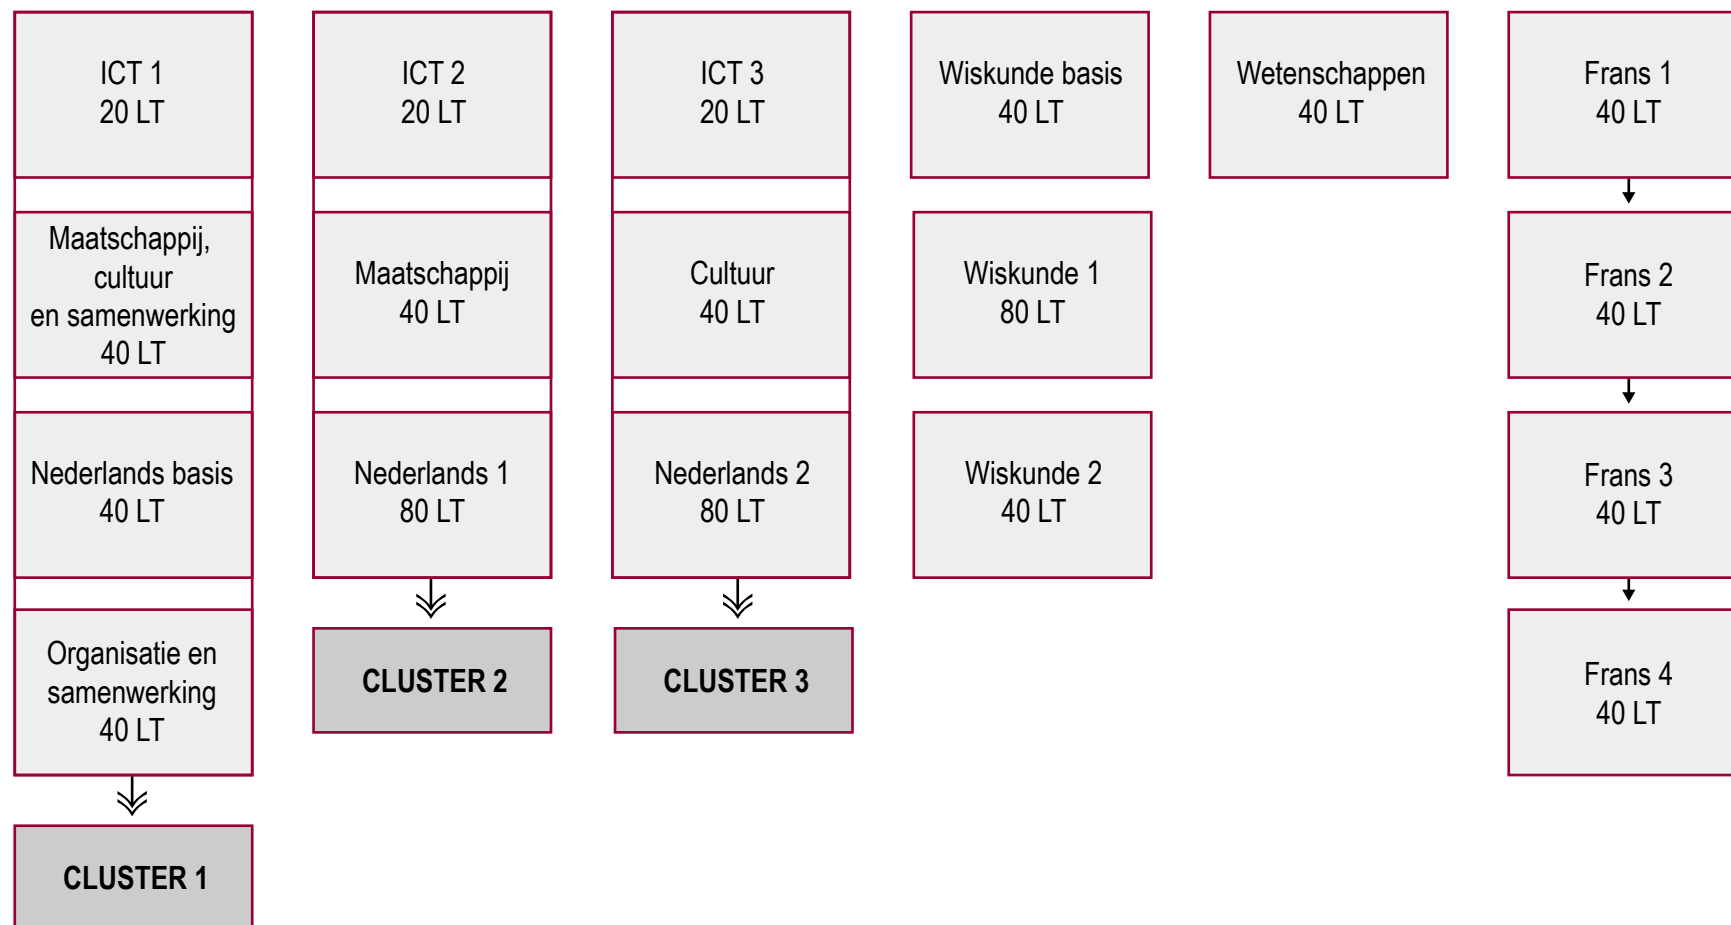 ICT 1
20 LT
Maatschappij,
cultuur
en samenwerking
40 LT
Nederlands basis
40 LT
Organisatie en
samenwerking
40 LT
CLUSTER 1
ICT 2
20 LT
Maatschappij
40 LT
Nederlands 1
80 LT
CLUSTER 2
ICT 3
20 LT
Cultuur
40 LT
Nederlands 2
80 LT
CLUSTER 3
Wiskunde basis
40 LT
Wiskunde 1
80 LT
Wiskunde 2
40 LT
Wetenschappen
40 LT
Frans 1
40 LT
Frans 2
40 LT
Frans 3
40 LT
Frans 4
40 LT